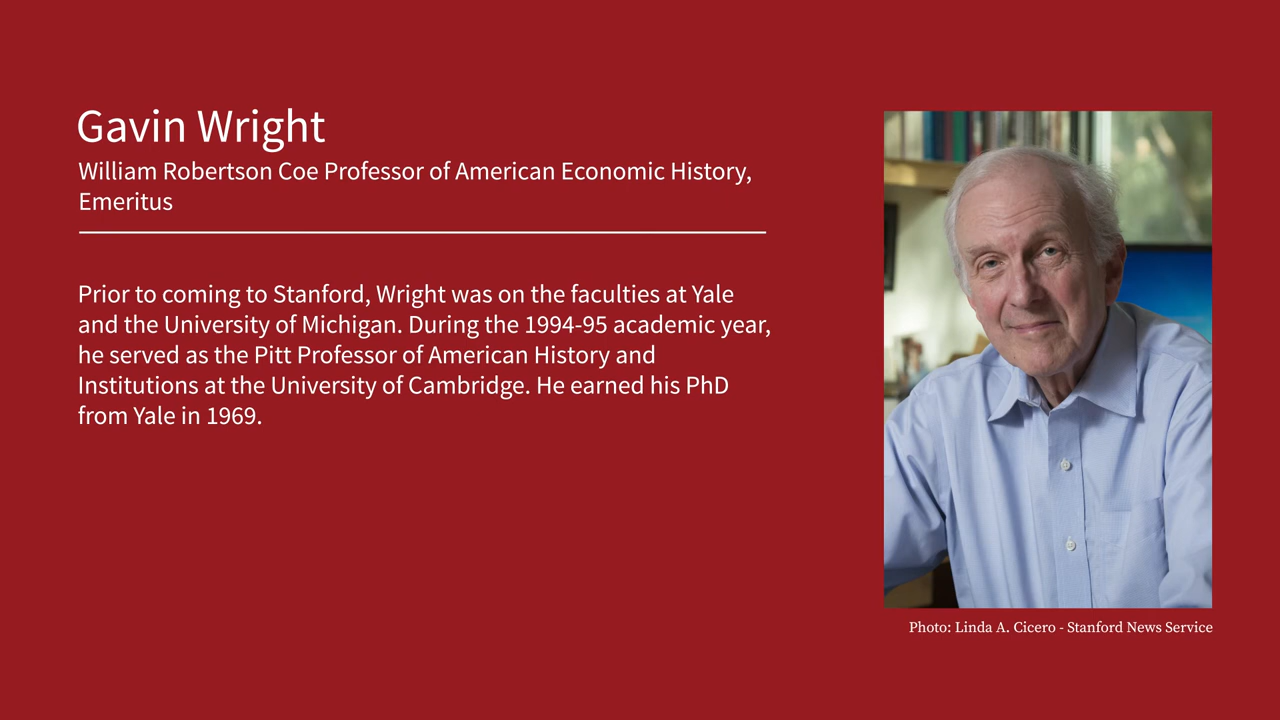 Gavin Wright
William Robertson Coe Professor of American Economic History,
Emeritus
Prior to coming to Stanford, Wright was on the faculties at Yale
and the University of Michigan. During the 1994-95 academic year,
he served as the Pitt Professor of American History and
Institutions at the University of Cambridge. He earned his PhD
from Yale in 1969.
Photo: Linda A. Cicero - Stanford News Service